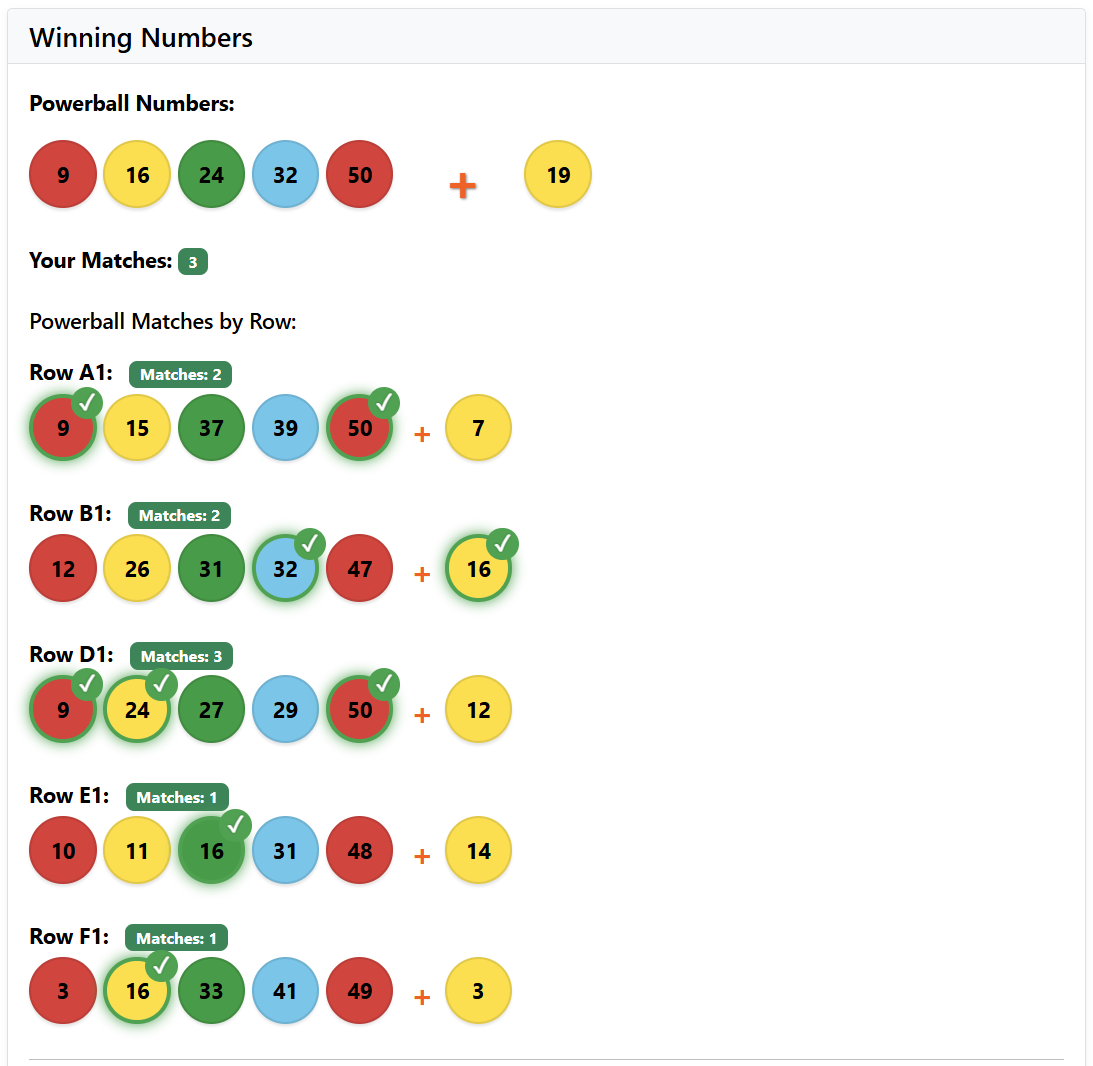 Winning Numbers
Powerball Numbers:
9 16 24 32 50 + 19
Your Matches: 3
Powerball Matches by Row:
Row A1: Matches: 2
9 15 37 39 50 + 7
Row B1: Matches: 2
12 26 31 32 47 + 16
Row D1: Matches: 3
9 24 27 29 50 + 12
Row E1: Matches: 1
10 11 16 31 48 + 14
Row F1: Matches: 1
3 16 33 41 49 + 3